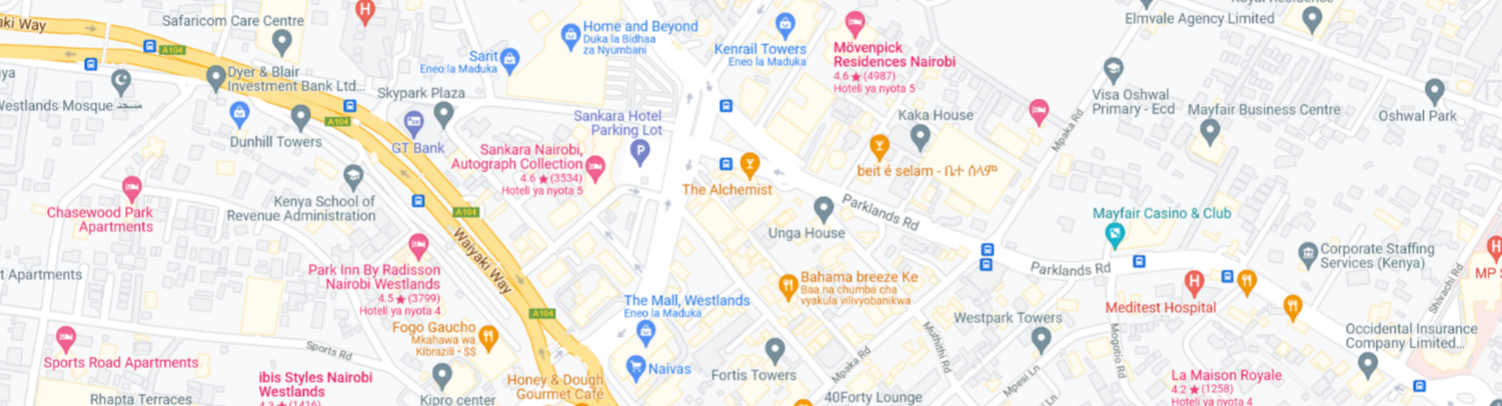 Safaricom Care Centre
aki Way
A104
Home and Beyond
Duka la Bidhaa
za Nyumbani
Sarit
Eneo la Maduka
Kenrail Towers
Eneo la Maduka
Mövenpick
Residences Nairobi
4.6 ★ (4987)
Hoteli ya nyota 5
Elmvale Agency Limited
Dyer & Blair
Investment Bank Ltd...
Westlands Mosque مسجد
Skypark Plaza
A104
Dunhill Towers
GT Bank
Sankara Hotel
Parking Lot
P
Sankara Nairobi,
Autograph Collection
4.6 ★ (3534)
Hoteli ya nyota 5
Kaka House
beit é selam - ቤተ ሰላም
The Alchemist
Mpaka Rd
Visa Oshwal
Primary - Ecd
Mayfair Business Centre
Oshwal Park
Chasewood Park
Apartments
Kenya School of
Revenue Administration
A104
Waiyaki Way
Unga House
Parklands Rd
Mayfair Casino & Club
Parklands Rd
Corporate Staffing
Services (Kenya)
t Apartments
Park Inn By Radisson
Nairobi Westlands
4.5 ★ (3799)
Hoteli ya nyota 4
Bahama breeze Ke
Baa na chumba cha
vyakula vilivyobanikwa
H
Meditest Hospital
H
MP S
Shivachi Rd
The Mall, Westlands
Eneo la Maduka
A104
Fogo Gaucho
Mkahawa wa
Kibrazili • $$
Sports Rd
Sports Road Apartments
Naivas
Fortis Towers
Mpaka Rd
Muthithi Rd
Westpark Towers
Mpesi Ln
Mogotio Rd
Occidental Insurance
Company Limited...
ibis Styles Nairobi
Westlands
4.3 ★ (1416)
Rhapta Terraces
Kipro center
Honey & Dough
Gourmet Café
40Forty Lounge
La Maison Royale
4.2 ★ (1258)
Hoteli ya nyota 4